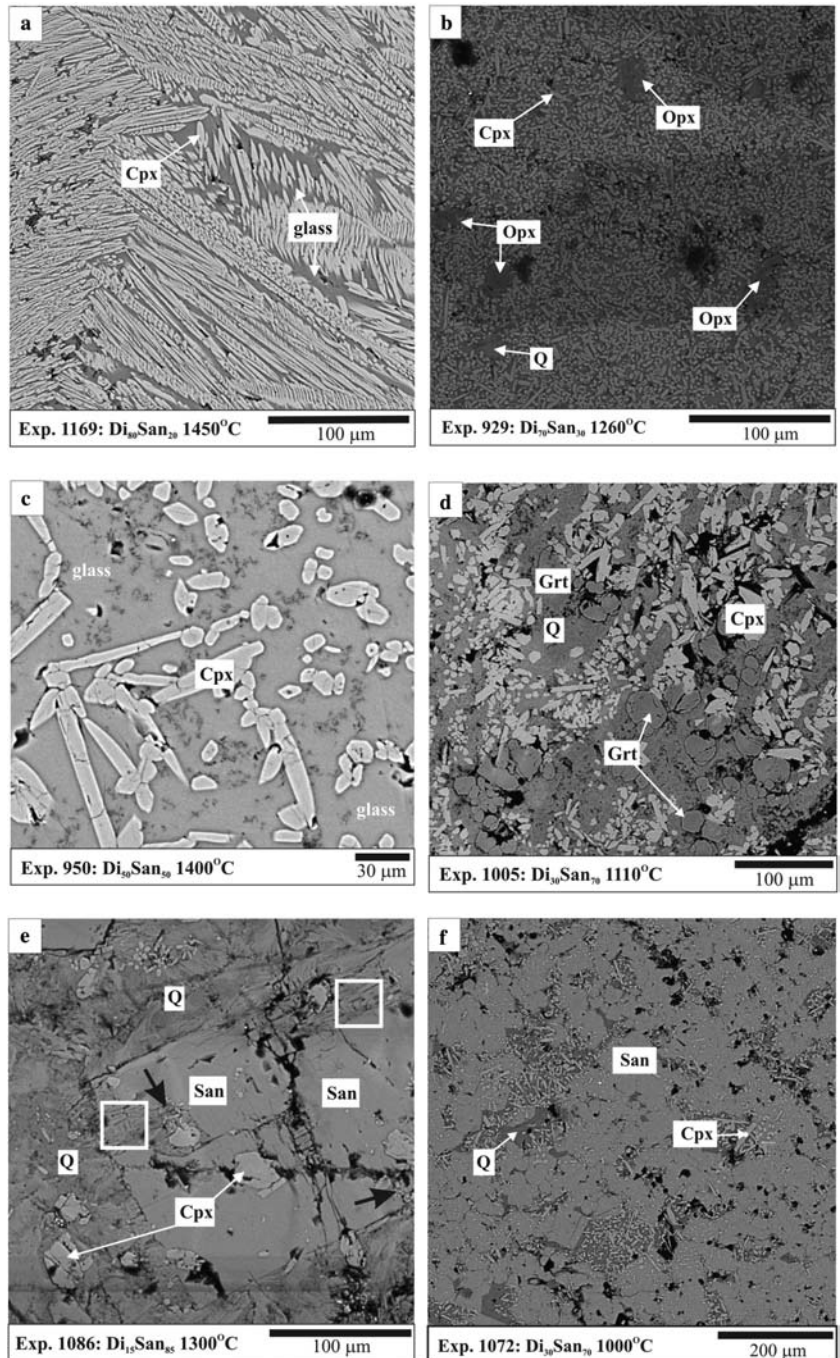 a
Cpx
glass
Exp. 1169: Di₈₀San₂₀ 1450°C
100 μm
b
Cpx
Opx
Opx
Opx
Q
Exp. 929: Di₇₀San₃₀ 1260°C
100 μm
c
glass
Cpx
glass
Exp. 950: Di₅₀San₅₀ 1400°C
30 μm
d
Grt
Q
Cpx
Grt
Exp. 1005: Di₃₀San₇₀ 1110°C
100 μm
e
Q
San
San
Q
Cpx
Exp. 1086: Di₁₅San₈₅ 1300°C
100 μm
f
San
Cpx
Q
Exp. 1072: Di₃₀San₇₀ 1000°C
200 μm